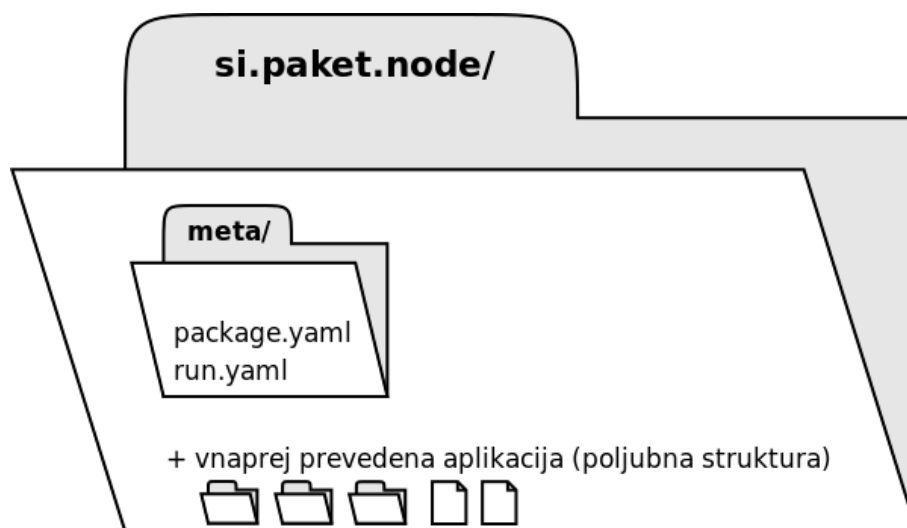 si.paket.node/
meta/
package.yaml
run.yaml
+ vnaprej prevedena aplikacija (poljubna struktura)